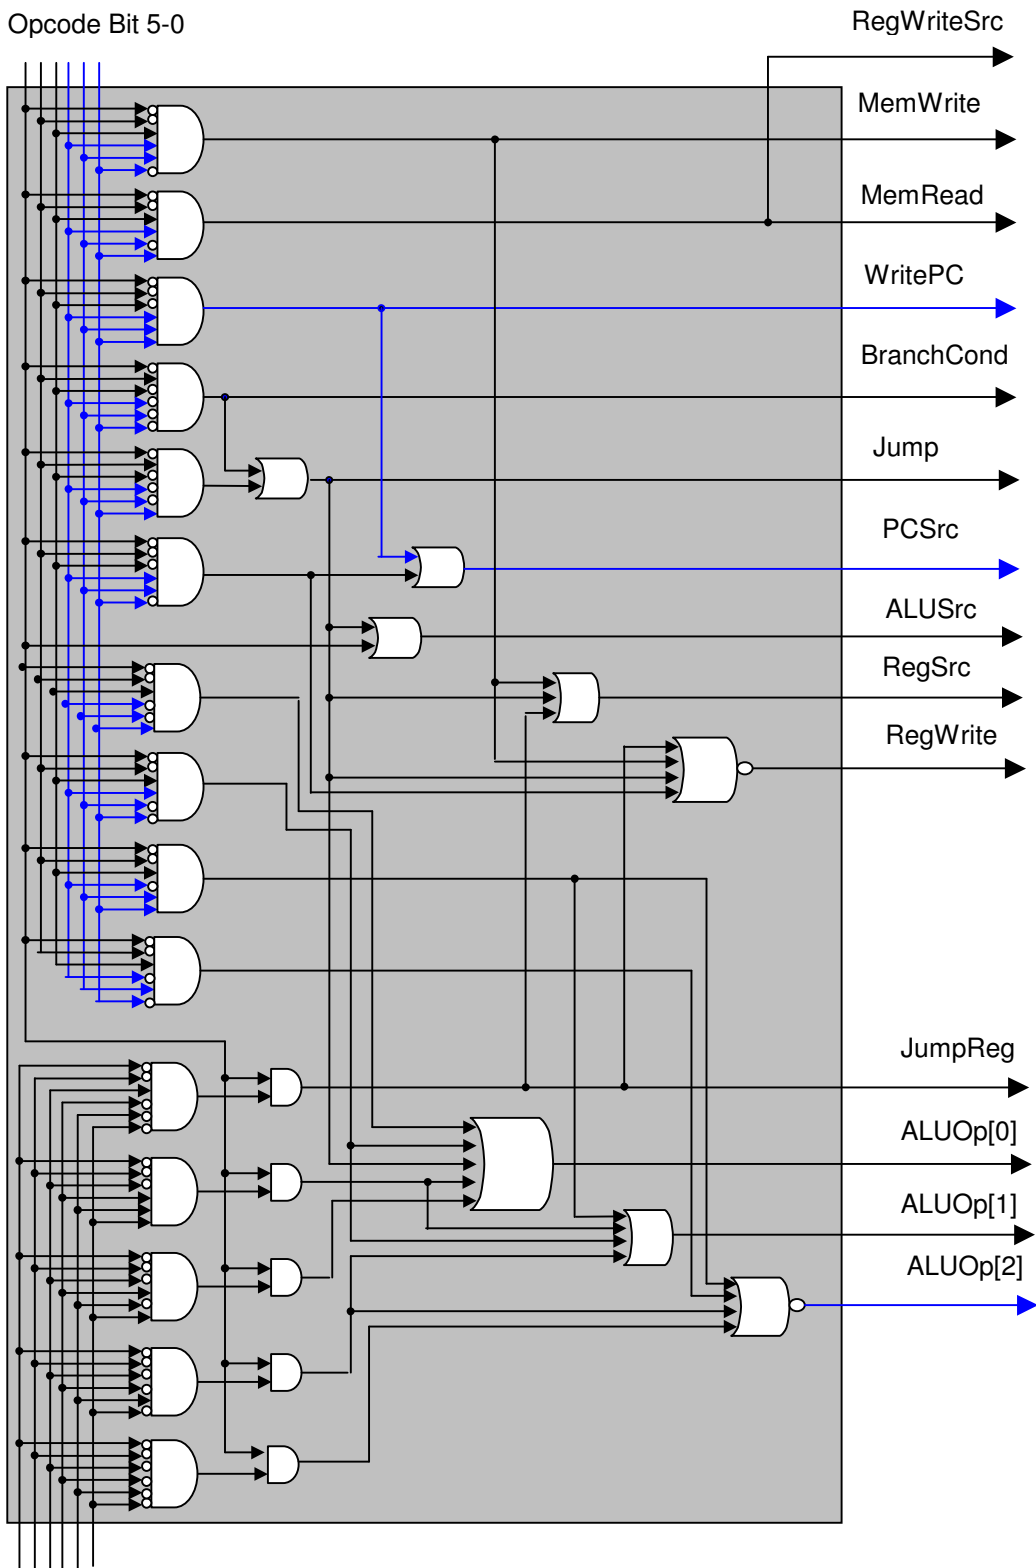 Opcode Bit 5-0
RegWriteSrc
MemWrite
MemRead
WritePC
BranchCond
Jump
PCSrc
ALUSrc
RegSrc
RegWrite
JumpReg
ALUOp[0]
ALUOp[1]
ALUOp[2]